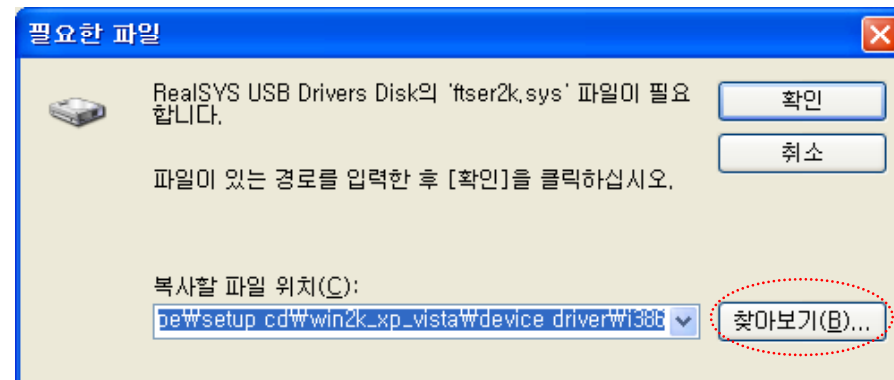 필요한 파일
RealSYS USB Drivers Disk의 'ftser2k.sys' 파일이 필요
합니다.
확인
취소
파일이 있는 경로를 입력한 후 [확인]을 클릭하십시오.
복사할 파일 위치(C):
pe₩setup cd₩win2k_xp_vista₩device driver₩i386
찾아보기(B)...